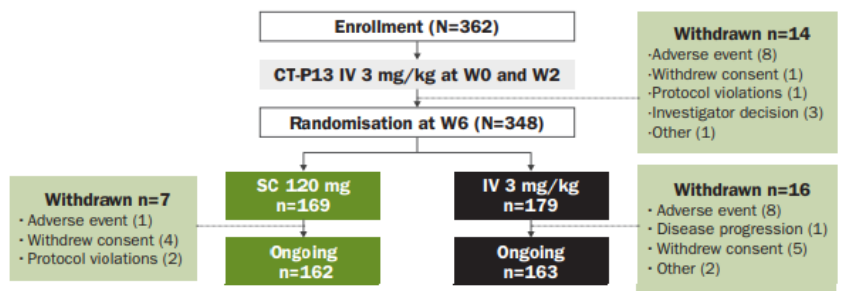 Enrollment (N=362)
CT-P13 IV 3 mg/kg at W0 and W2
Withdrawn n=14
·Adverse event (8)
·Withdrew consent (1)
·Protocol violations (1)
·Investigator decision (3)
·Other (1)
Randomisation at W6 (N=348)
SC 120 mg
n=169
IV 3 mg/kg
n=179
Withdrawn n=7
· Adverse event (1)
· Withdrew consent (4)
· Protocol violations (2)
Withdrawn n=16
· Adverse event (8)
· Disease progression (1)
· Withdrew consent (5)
· Other (2)
Ongoing
n=162
Ongoing
n=163